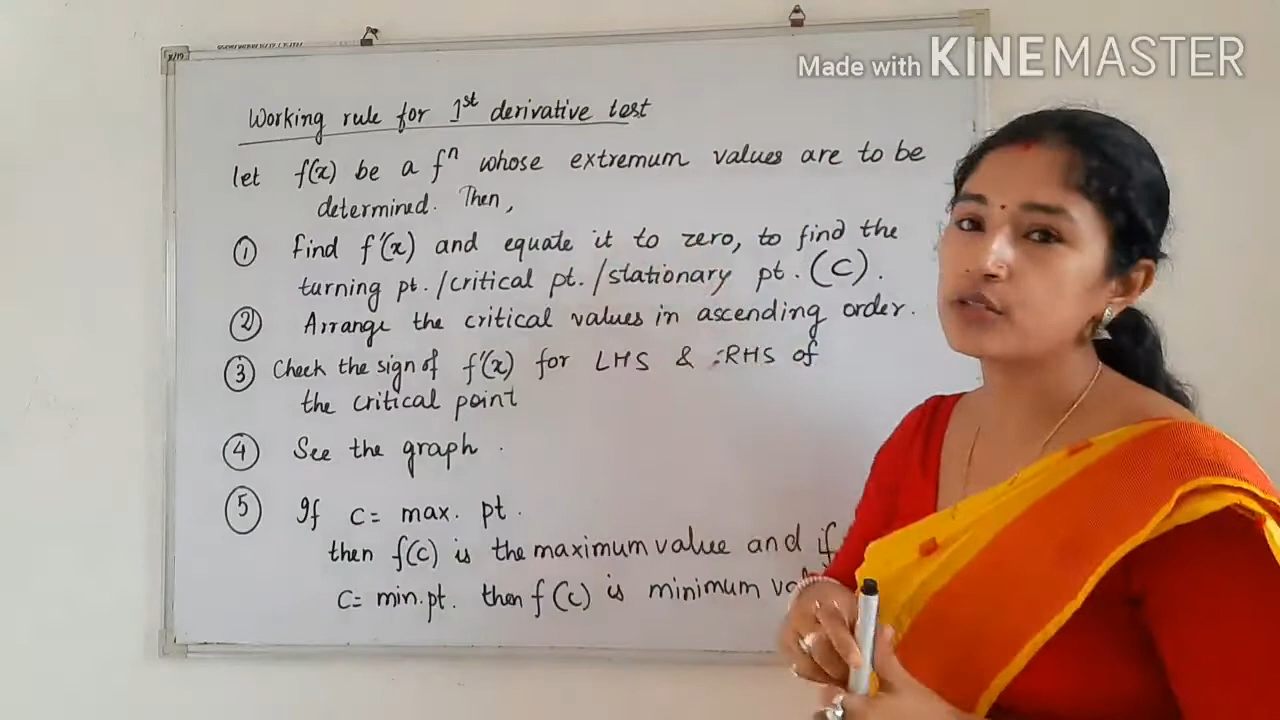 Made with KINEMASTER
Working rule for 1st derivative test
let f(x) be a fⁿ whose extremum values are to be
determined. Then,
① Find f'(x) and equate it to zero, to find the
turning pt./critical pt./stationary pt. (c).
② Arrange the critical values in ascending order.
③ Check the sign of f'(x) for LHS & RHS of
the critical point
④ See the graph.
⑤ If c = max. pt.
then f(c) is the maximum value and if
c = min. pt. then f(c) is minimum